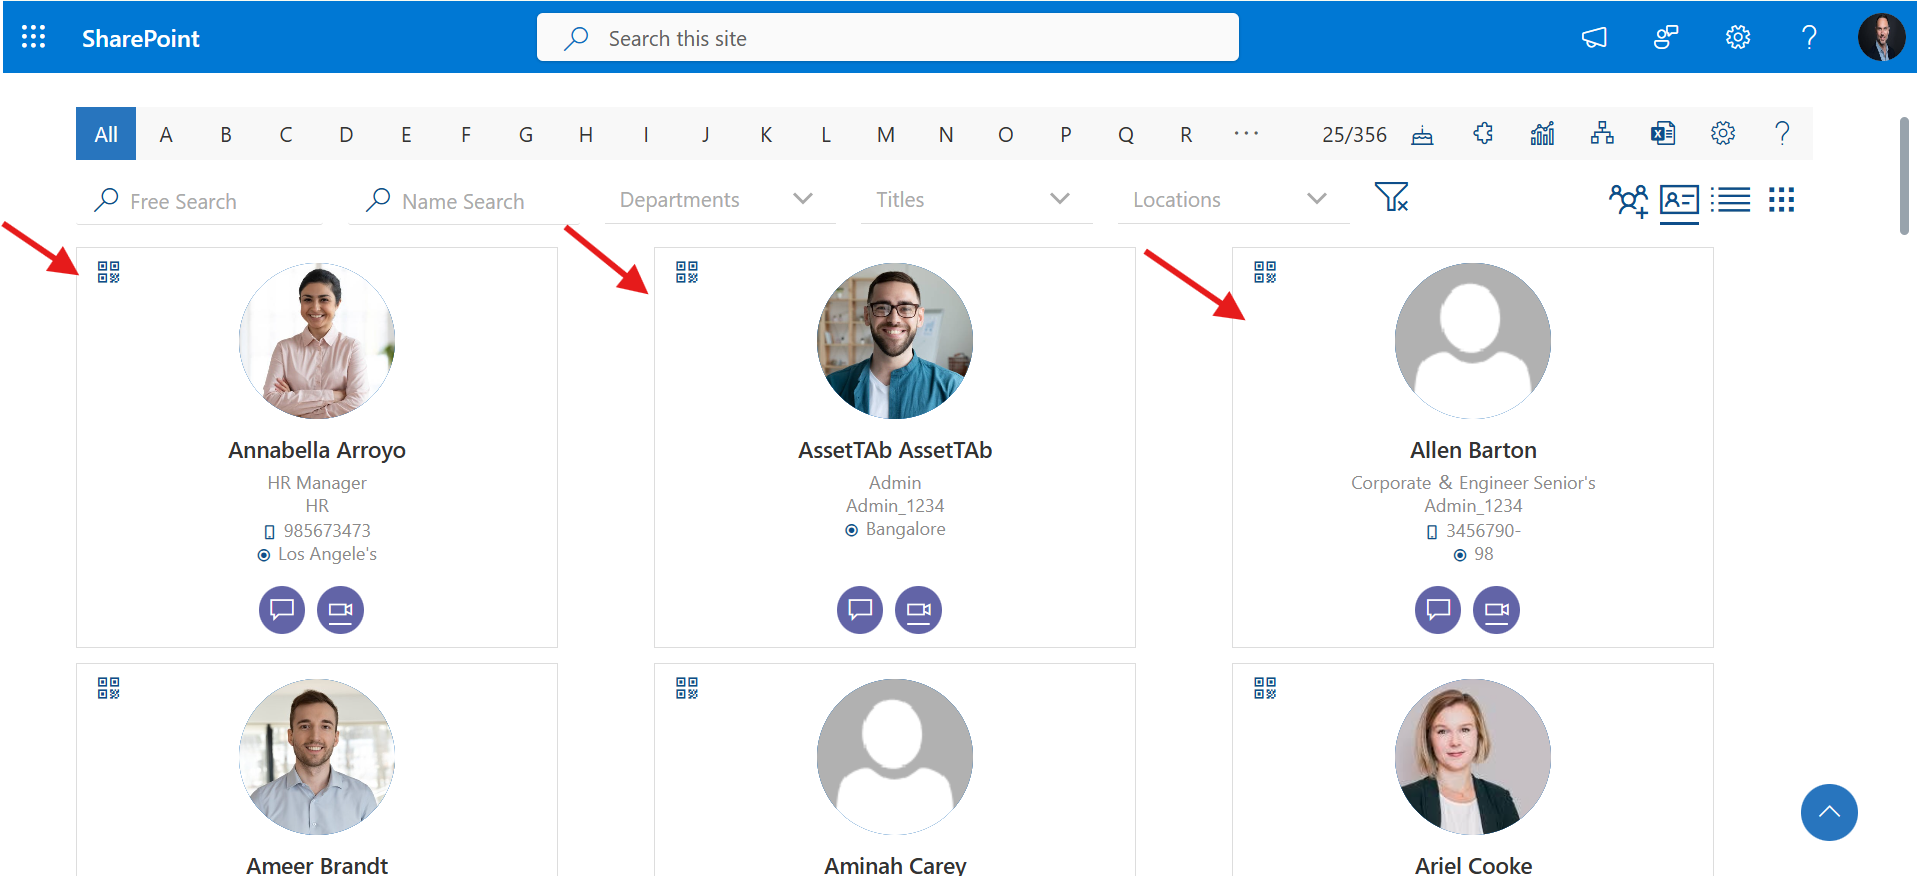 SharePoint
Search this site
All A B C D E F G H I J K L M N O P Q R ... 25/356
Free Search Name Search Departments Titles Locations
Annabella Arroyo
HR Manager
HR
985673473
Los Angele's
AssetTAb AssetTAb
Admin
Admin_1234
Bangalore
Allen Barton
Corporate & Engineer Senior's
Admin_1234
3456790-
98
Ameer Brandt
Aminah Carey
Ariel Cooke